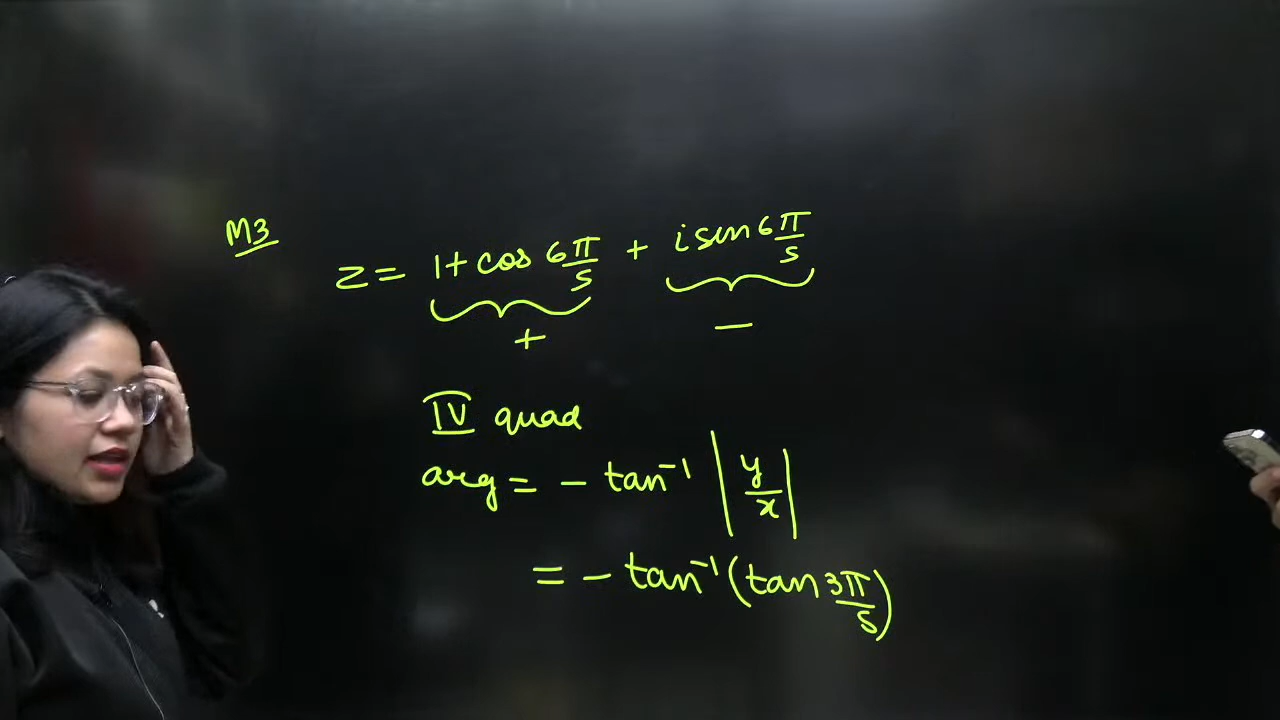 M3
z = 1 + cos 6π/5 + i sin 6π/5
+ −
IV quad
arg = − tan⁻¹ | y/x |
= − tan⁻¹ (tan 3π/5)